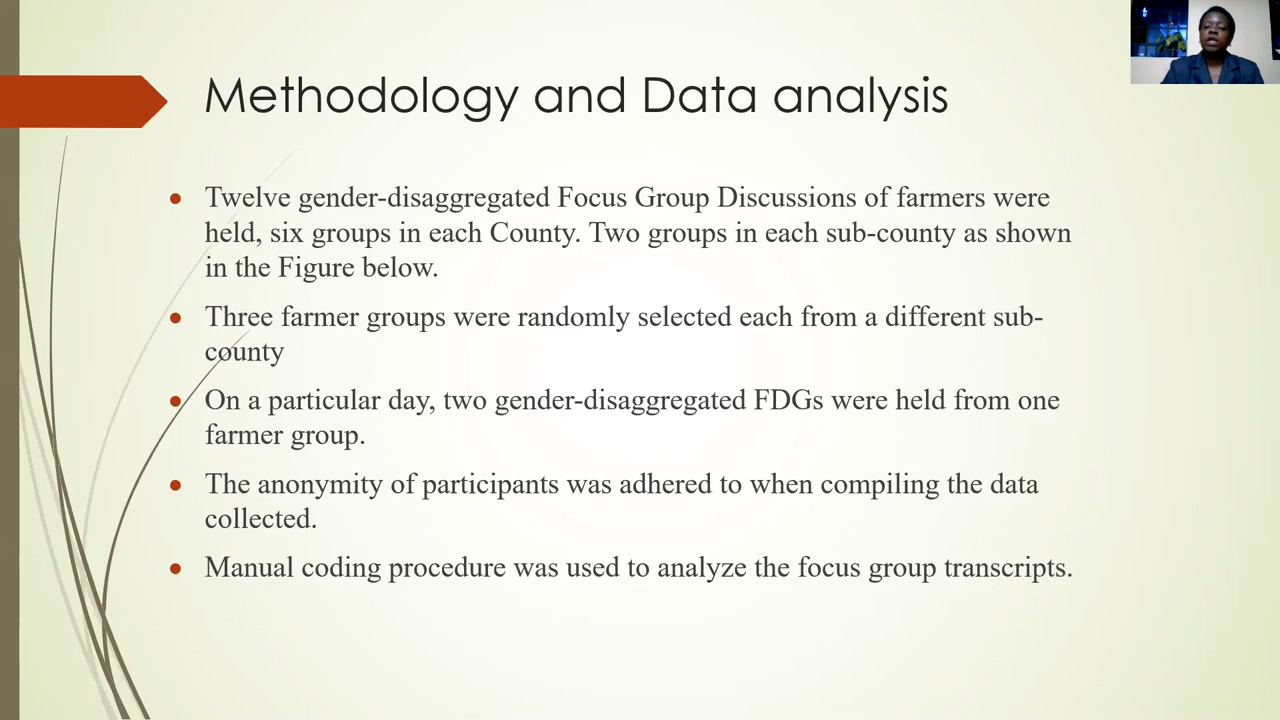 Methodology and Data analysis
Twelve gender-disaggregated Focus Group Discussions of farmers were
held, six groups in each County. Two groups in each sub-county as shown
in the Figure below.
Three farmer groups were randomly selected each from a different sub-
county
On a particular day, two gender-disaggregated FDGs were held from one
farmer group.
The anonymity of participants was adhered to when compiling the data
collected.
Manual coding procedure was used to analyze the focus group transcripts.